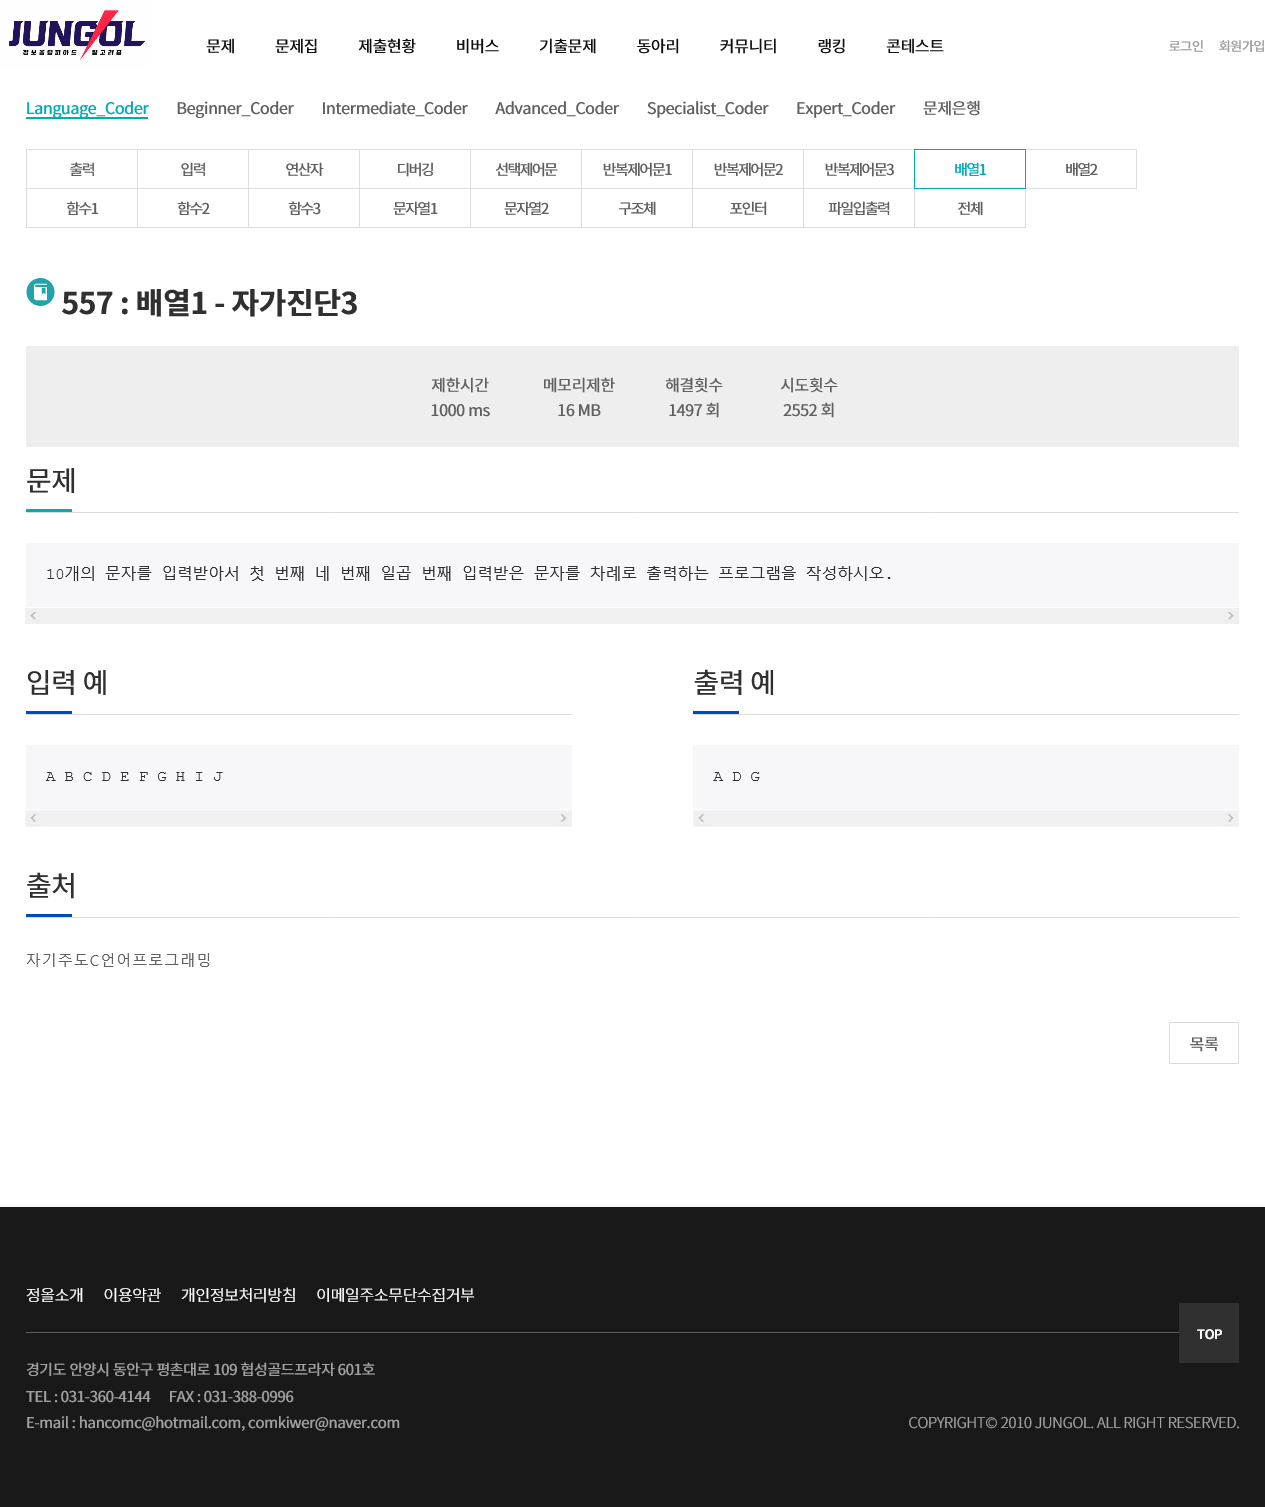 JUNGOL
정보올림피아드 알고리즘
문제 문제집 제출현황 비버스 기출문제 동아리 커뮤니티 랭킹 콘테스트 로그인 회원가입
Language_Coder Beginner_Coder Intermediate_Coder Advanced_Coder Specialist_Coder Expert_Coder 문제은행
출력 입력 연산자 디버깅 선택제어문 반복제어문1 반복제어문2 반복제어문3 배열1 배열2
함수1 함수2 함수3 문자열1 문자열2 구조체 포인터 파일입출력 전체
557 : 배열1 - 자가진단3
제한시간 메모리제한 해결횟수 시도횟수
1000 ms 16 MB 1497 회 2552 회
문제
10개의 문자를 입력받아서 첫 번째 네 번째 일곱 번째 입력받은 문자를 차례로 출력하는 프로그램을 작성하시오.
입력 예 출력 예
A B C D E F G H I J A D G
출처
자기주도C언어프로그래밍
목록
정올소개 이용약관 개인정보처리방침 이메일주소무단수집거부
TOP
경기도 안양시 동안구 평촌대로 109 협성골드프라자 601호
TEL : 031-360-4144 FAX : 031-388-0996
E-mail : hancomc@hotmail.com, comkiwer@naver.com COPYRIGHT© 2010 JUNGOL. ALL RIGHT RESERVED.